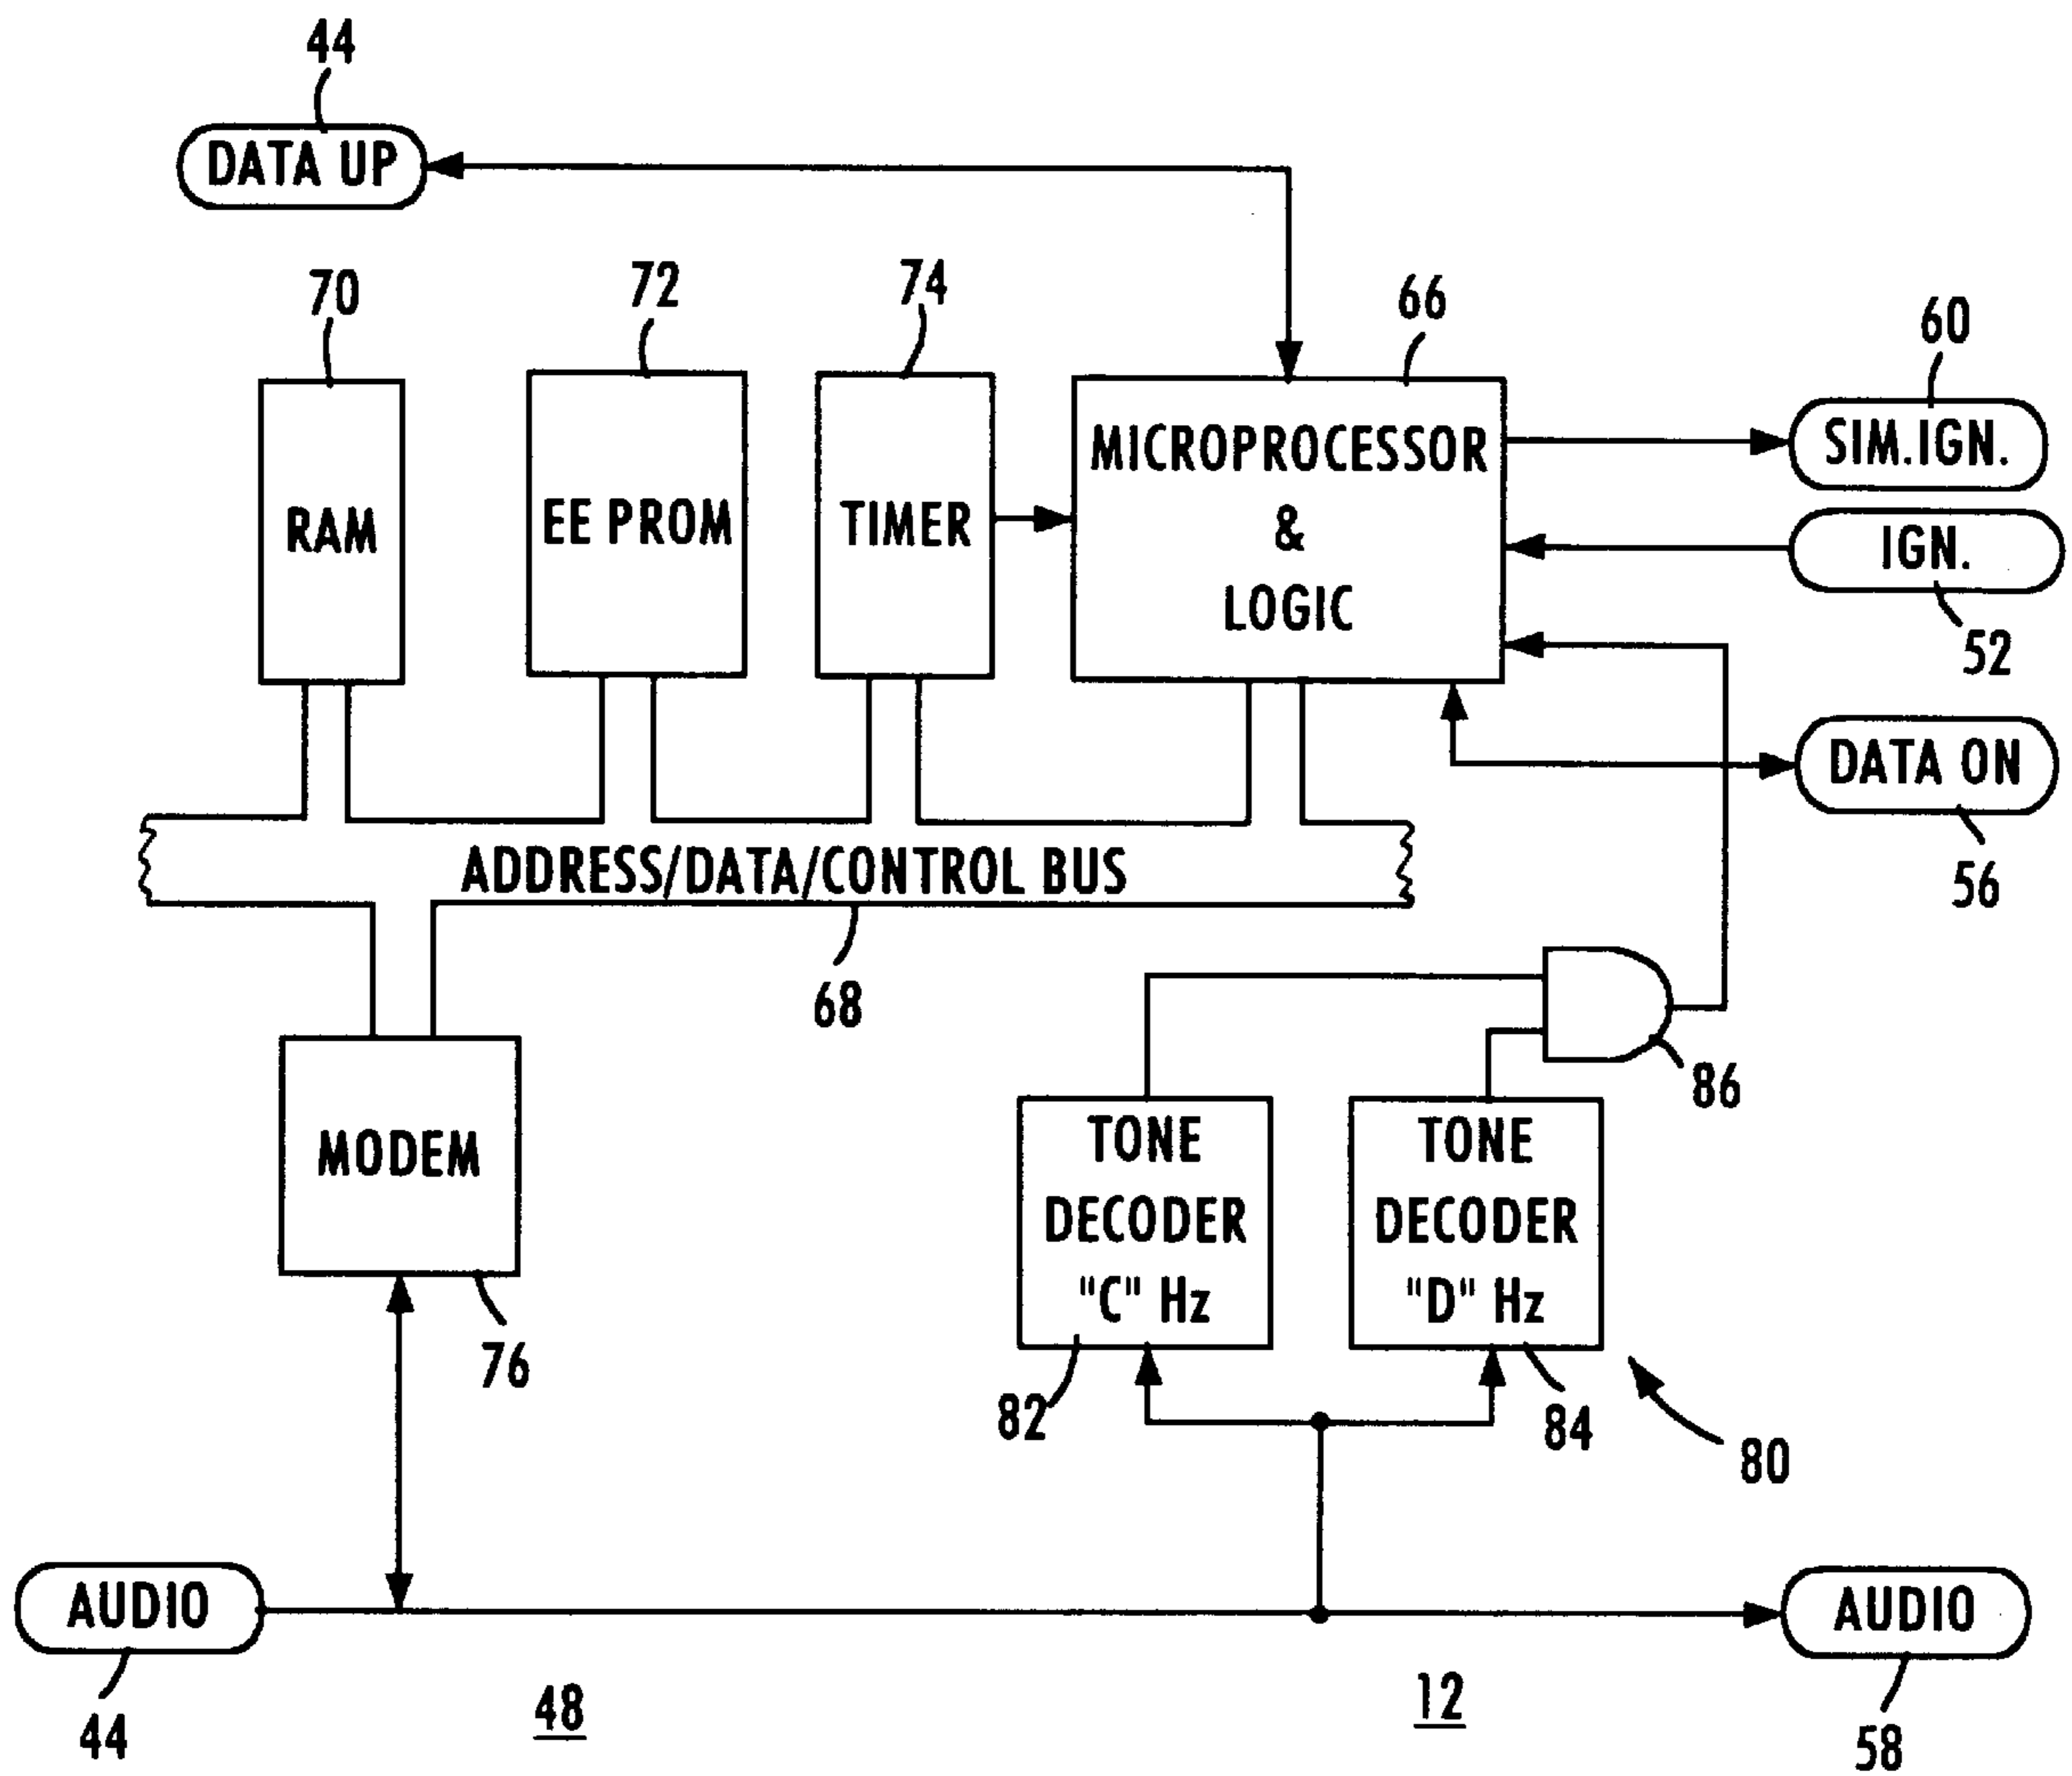 44
DATA UP
70
72
74
66
60
RAM
EE PROM
TIMER
MICROPROCESSOR
&
LOGIC
SIM.IGN.
IGN.
52
DATA ON
56
ADDRESS/DATA/CONTROL BUS
68
86
MODEM
76
TONE
DECODER
"C" Hz
82
TONE
DECODER
"D" Hz
84
80
AUDIO
44
48
12
AUDIO
58